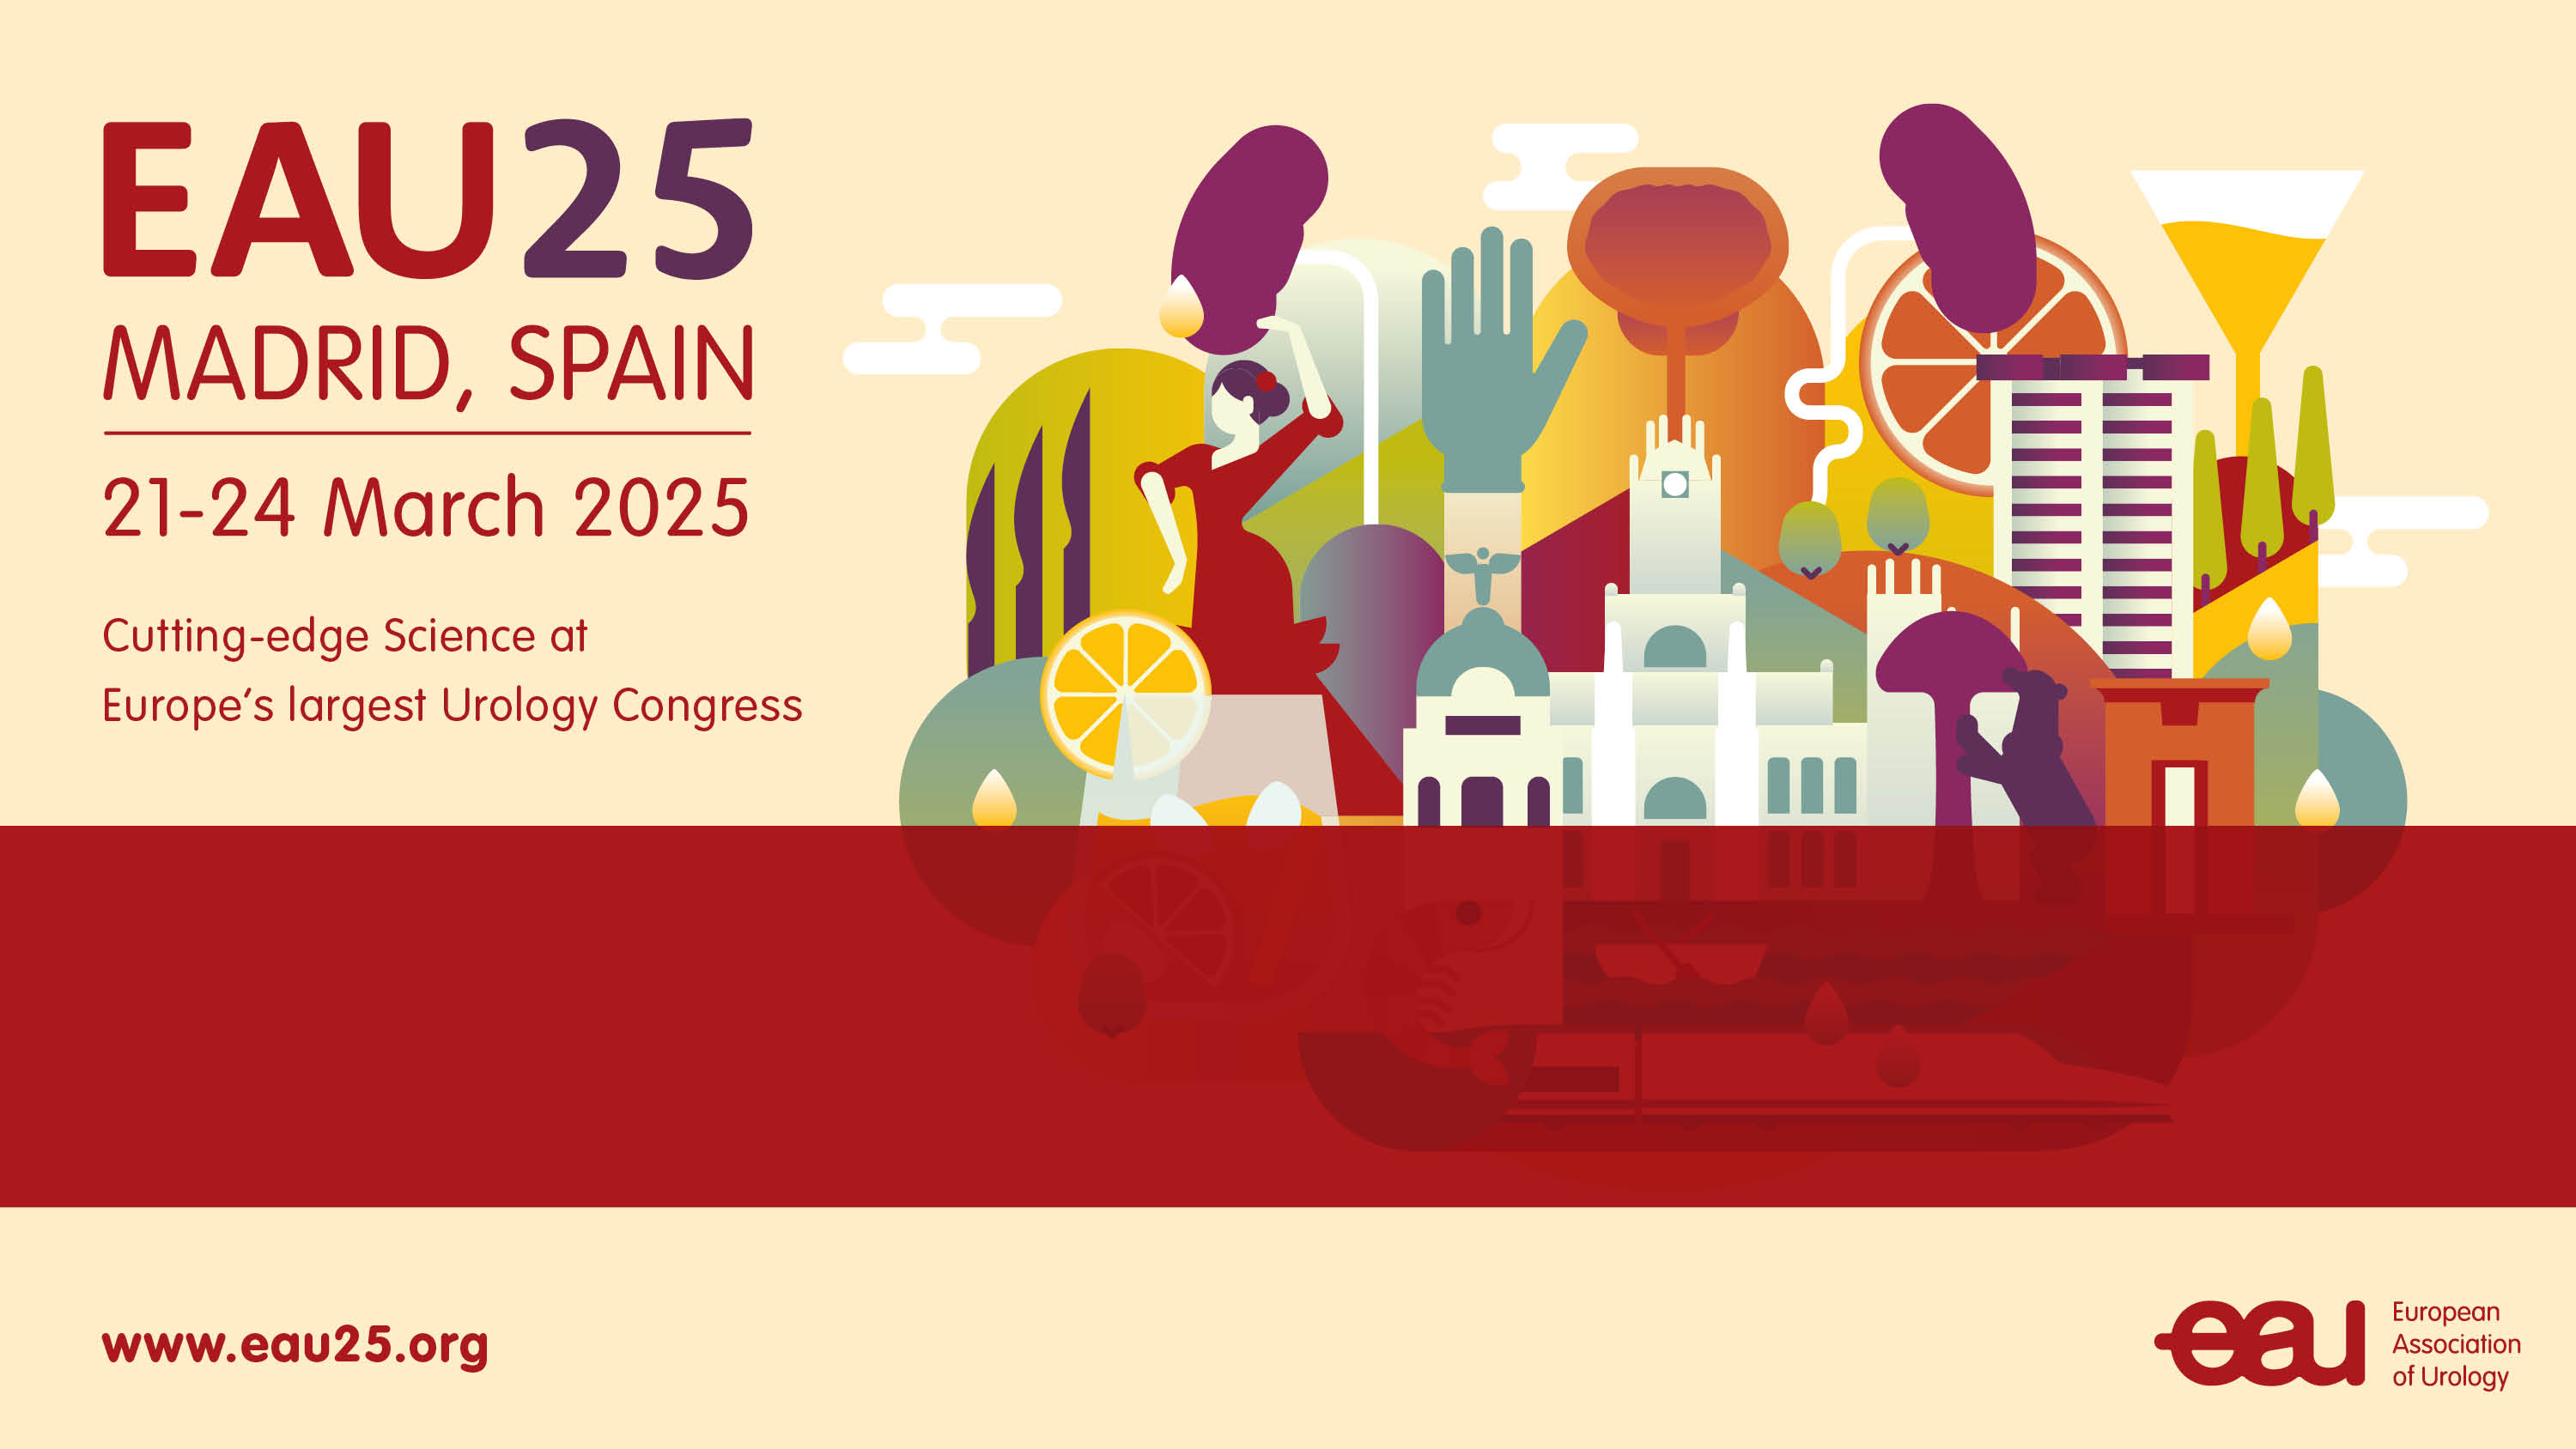 EAU25
MADRID, SPAIN
21-24 March 2025
Cutting-edge Science at
Europe's largest Urology Congress
www.eau25.org
eau
European
Association
of Urology